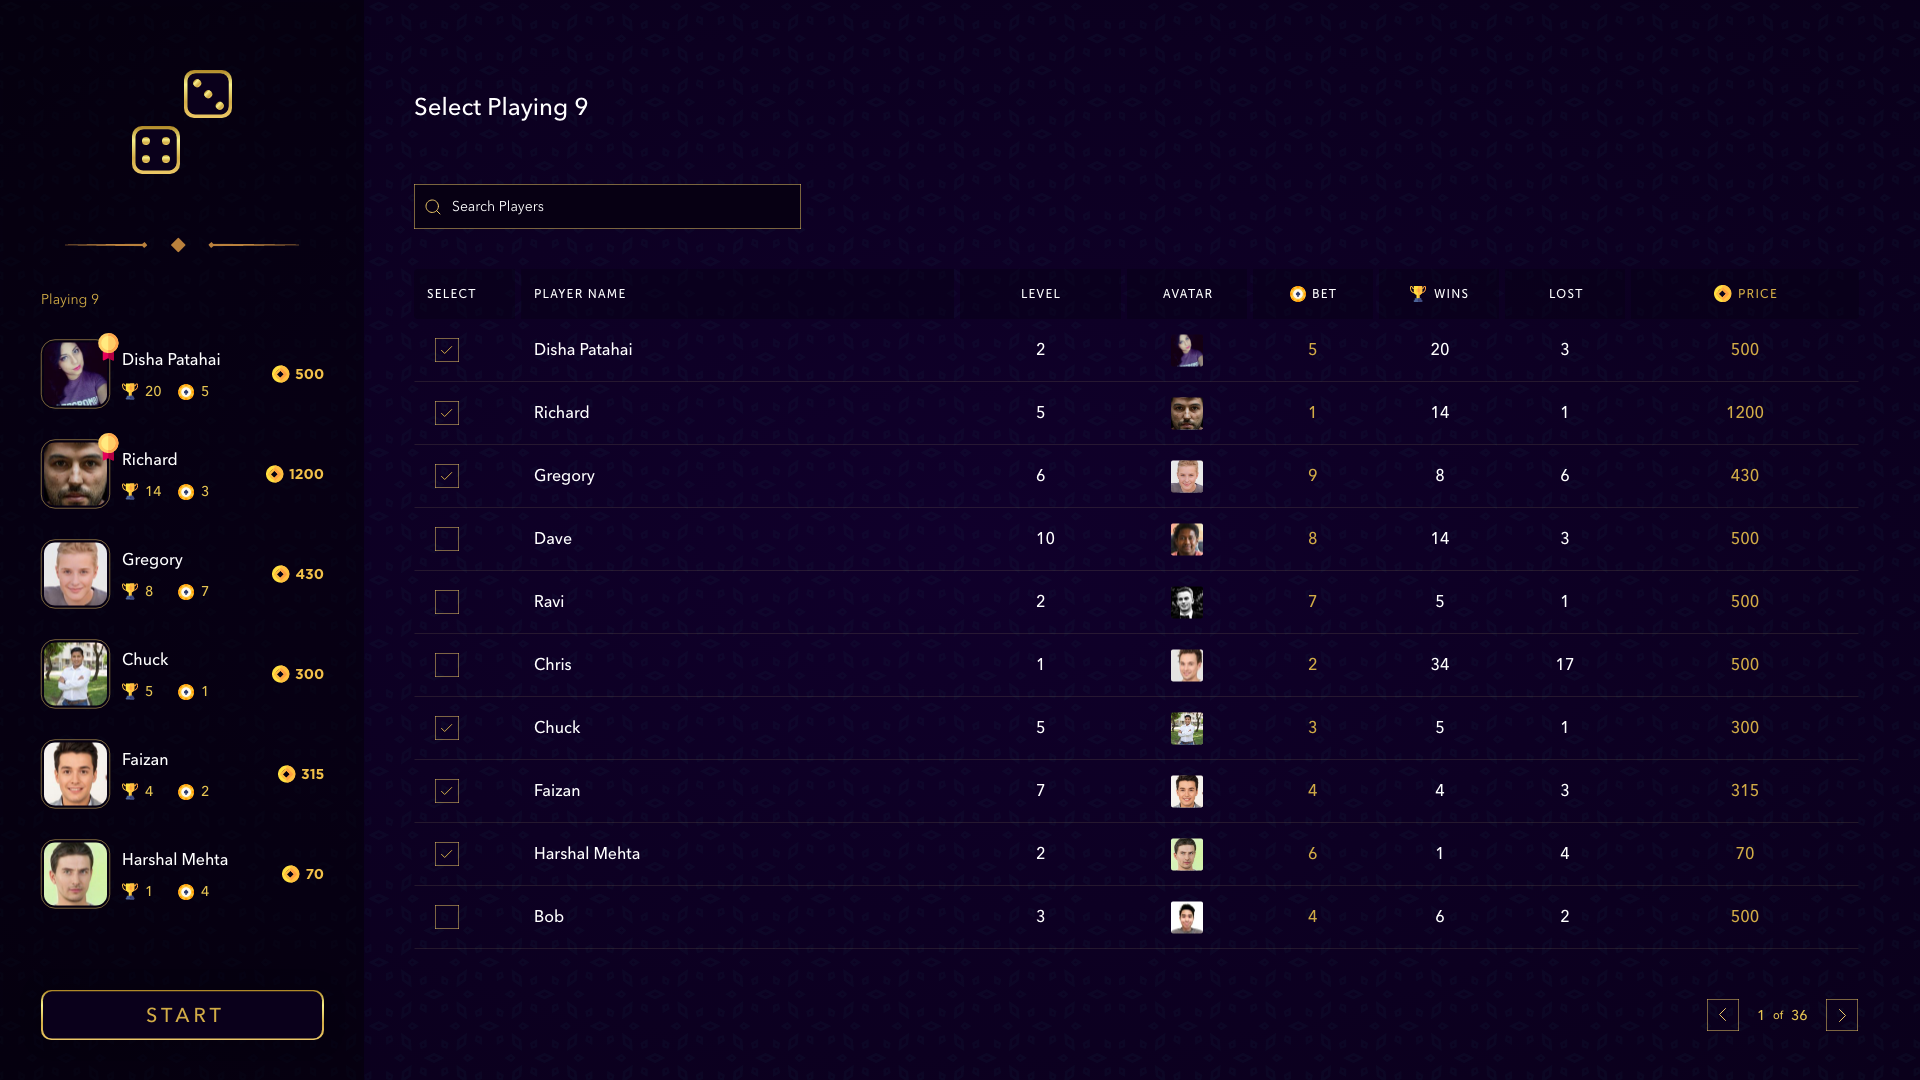 Playing 9
Disha Patahai
20 5
500
Richard
14 3
1200
Gregory
8 7
430
Chuck
5 1
300
Faizan
4 2
315
Harshal Mehta
1 4
70
START
Select Playing 9
Search Players
SELECT PLAYER NAME LEVEL AVATAR BET WINS LOST PRICE
Disha Patahai 2 5 20 3 500
Richard 5 1 14 1 1200
Gregory 6 9 8 6 430
Dave 10 8 14 3 500
Ravi 2 7 5 1 500
Chris 1 2 34 17 500
Chuck 5 3 5 1 300
Faizan 7 4 4 3 315
Harshal Mehta 2 6 1 4 70
Bob 3 4 6 2 500
1 of 36